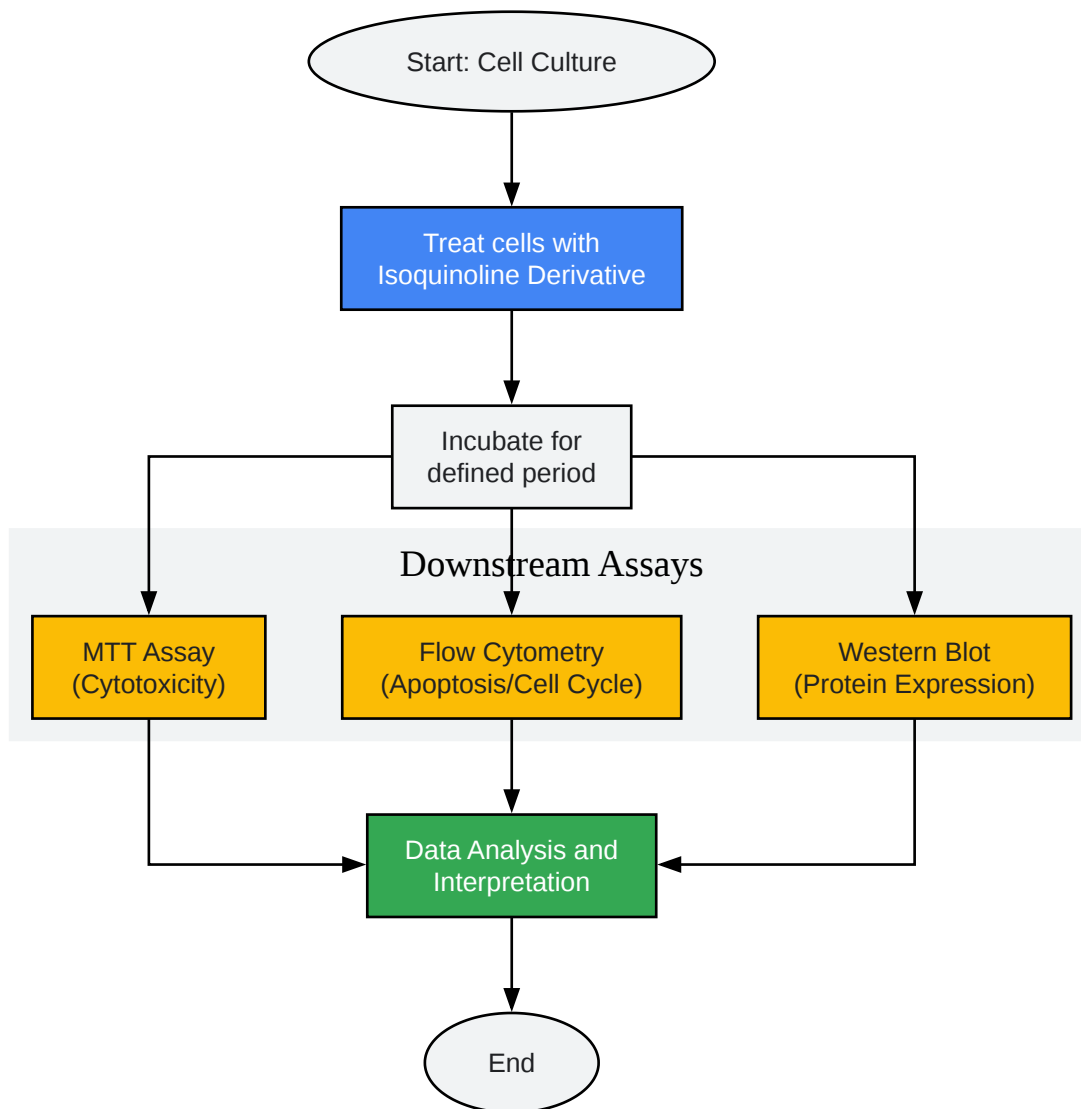 Start: Cell Culture
Treat cells with
Isoquinoline Derivative
Incubate for
defined period
Downstream Assays
MTT Assay
(Cytotoxicity)
Flow Cytometry
(Apoptosis/Cell Cycle)
Western Blot
(Protein Expression)
Data Analysis and
Interpretation
End